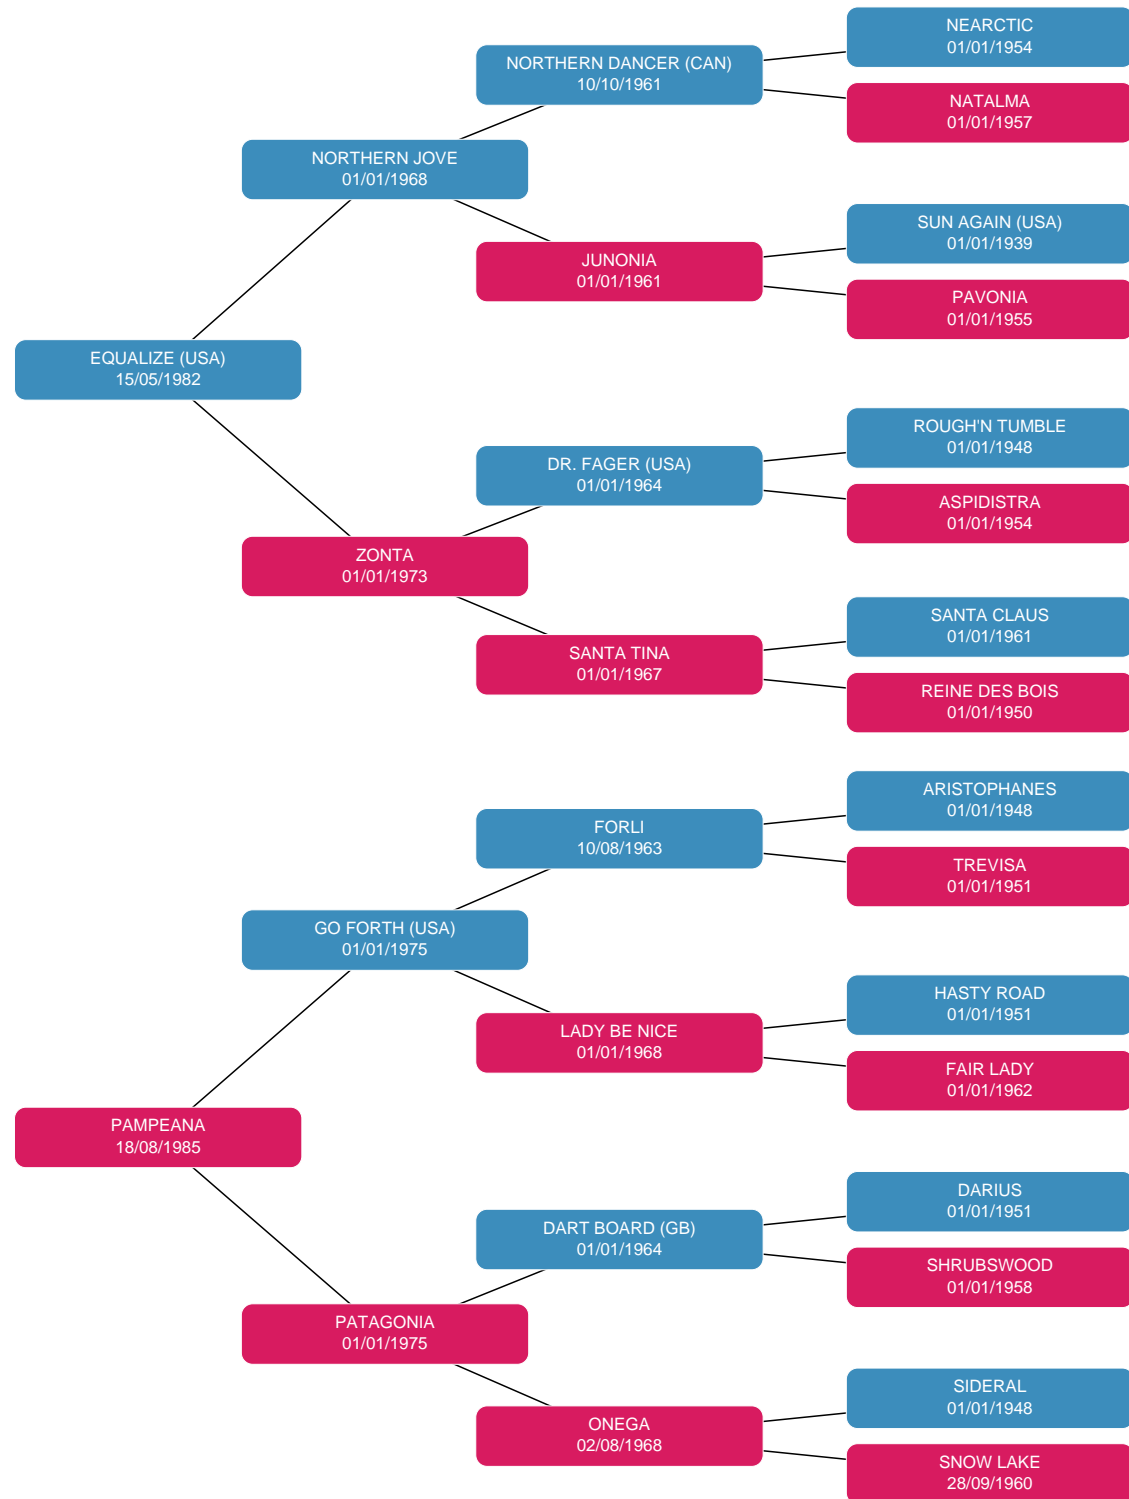 NEARCTIC
01/01/1954
NORTHERN DANCER (CAN)
10/10/1961
NATALMA
01/01/1957
NORTHERN JOVE
01/01/1968
SUN AGAIN (USA)
01/01/1939
JUNONIA
01/01/1961
PAVONIA
01/01/1955
EQUALIZE (USA)
15/05/1982
ROUGH'N TUMBLE
01/01/1948
DR. FAGER (USA)
01/01/1964
ASPIDISTRA
01/01/1954
ZONTA
01/01/1973
SANTA CLAUS
01/01/1961
SANTA TINA
01/01/1967
REINE DES BOIS
01/01/1950
ARISTOPHANES
01/01/1948
FORLI
10/08/1963
TREVISA
01/01/1951
GO FORTH (USA)
01/01/1975
HASTY ROAD
01/01/1951
LADY BE NICE
01/01/1968
FAIR LADY
01/01/1962
PAMPEANA
18/08/1985
DARIUS
01/01/1951
DART BOARD (GB)
01/01/1964
SHRUBSWOOD
01/01/1958
PATAGONIA
01/01/1975
SIDERAL
01/01/1948
ONEGA
02/08/1968
SNOW LAKE
28/09/1960